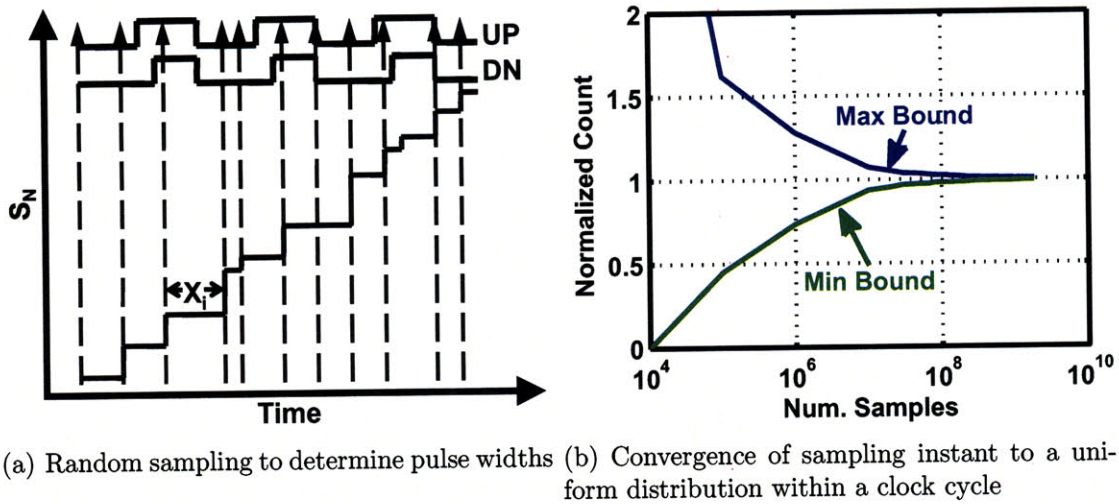 UP
DN
S_N
X_i
Time
2
1.5
1
0.5
0
Normalized Count
Max Bound
Min Bound
10^4
10^6
10^8
10^10
Num. Samples
(a) Random sampling to determine pulse widths
(b) Convergence of sampling instant to a uni-
form distribution within a clock cycle